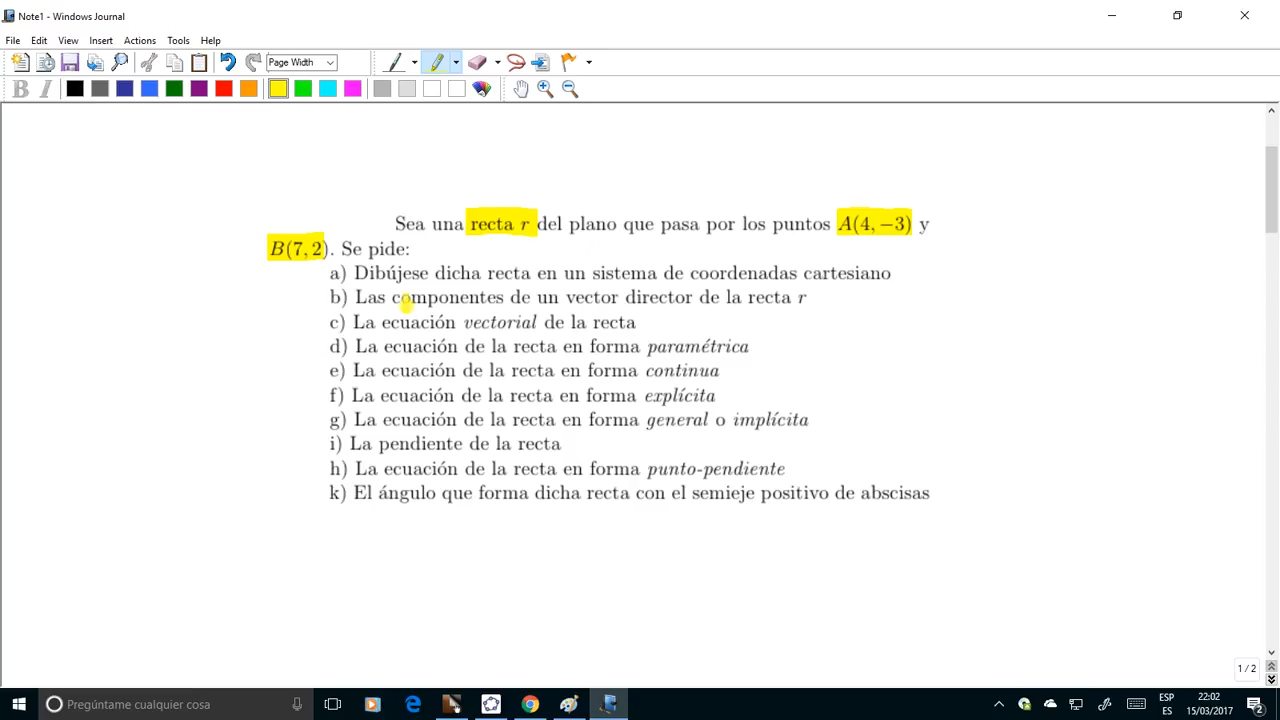 Note1 - Windows Journal
File Edit View Insert Actions Tools Help
Page Width
B I
Sea una recta r del plano que pasa por los puntos A(4, −3) y
B(7, 2). Se pide:
a) Dibújese dicha recta en un sistema de coordenadas cartesiano
b) Las componentes de un vector director de la recta r
c) La ecuación vectorial de la recta
d) La ecuación de la recta en forma paramétrica
e) La ecuación de la recta en forma continua
f) La ecuación de la recta en forma explícita
g) La ecuación de la recta en forma general o implícita
i) La pendiente de la recta
h) La ecuación de la recta en forma punto-pendiente
k) El ángulo que forma dicha recta con el semieje positivo de abscisas
1 / 2
Pregúntame cualquier cosa
ESP 22:02
ES 15/03/2017 2